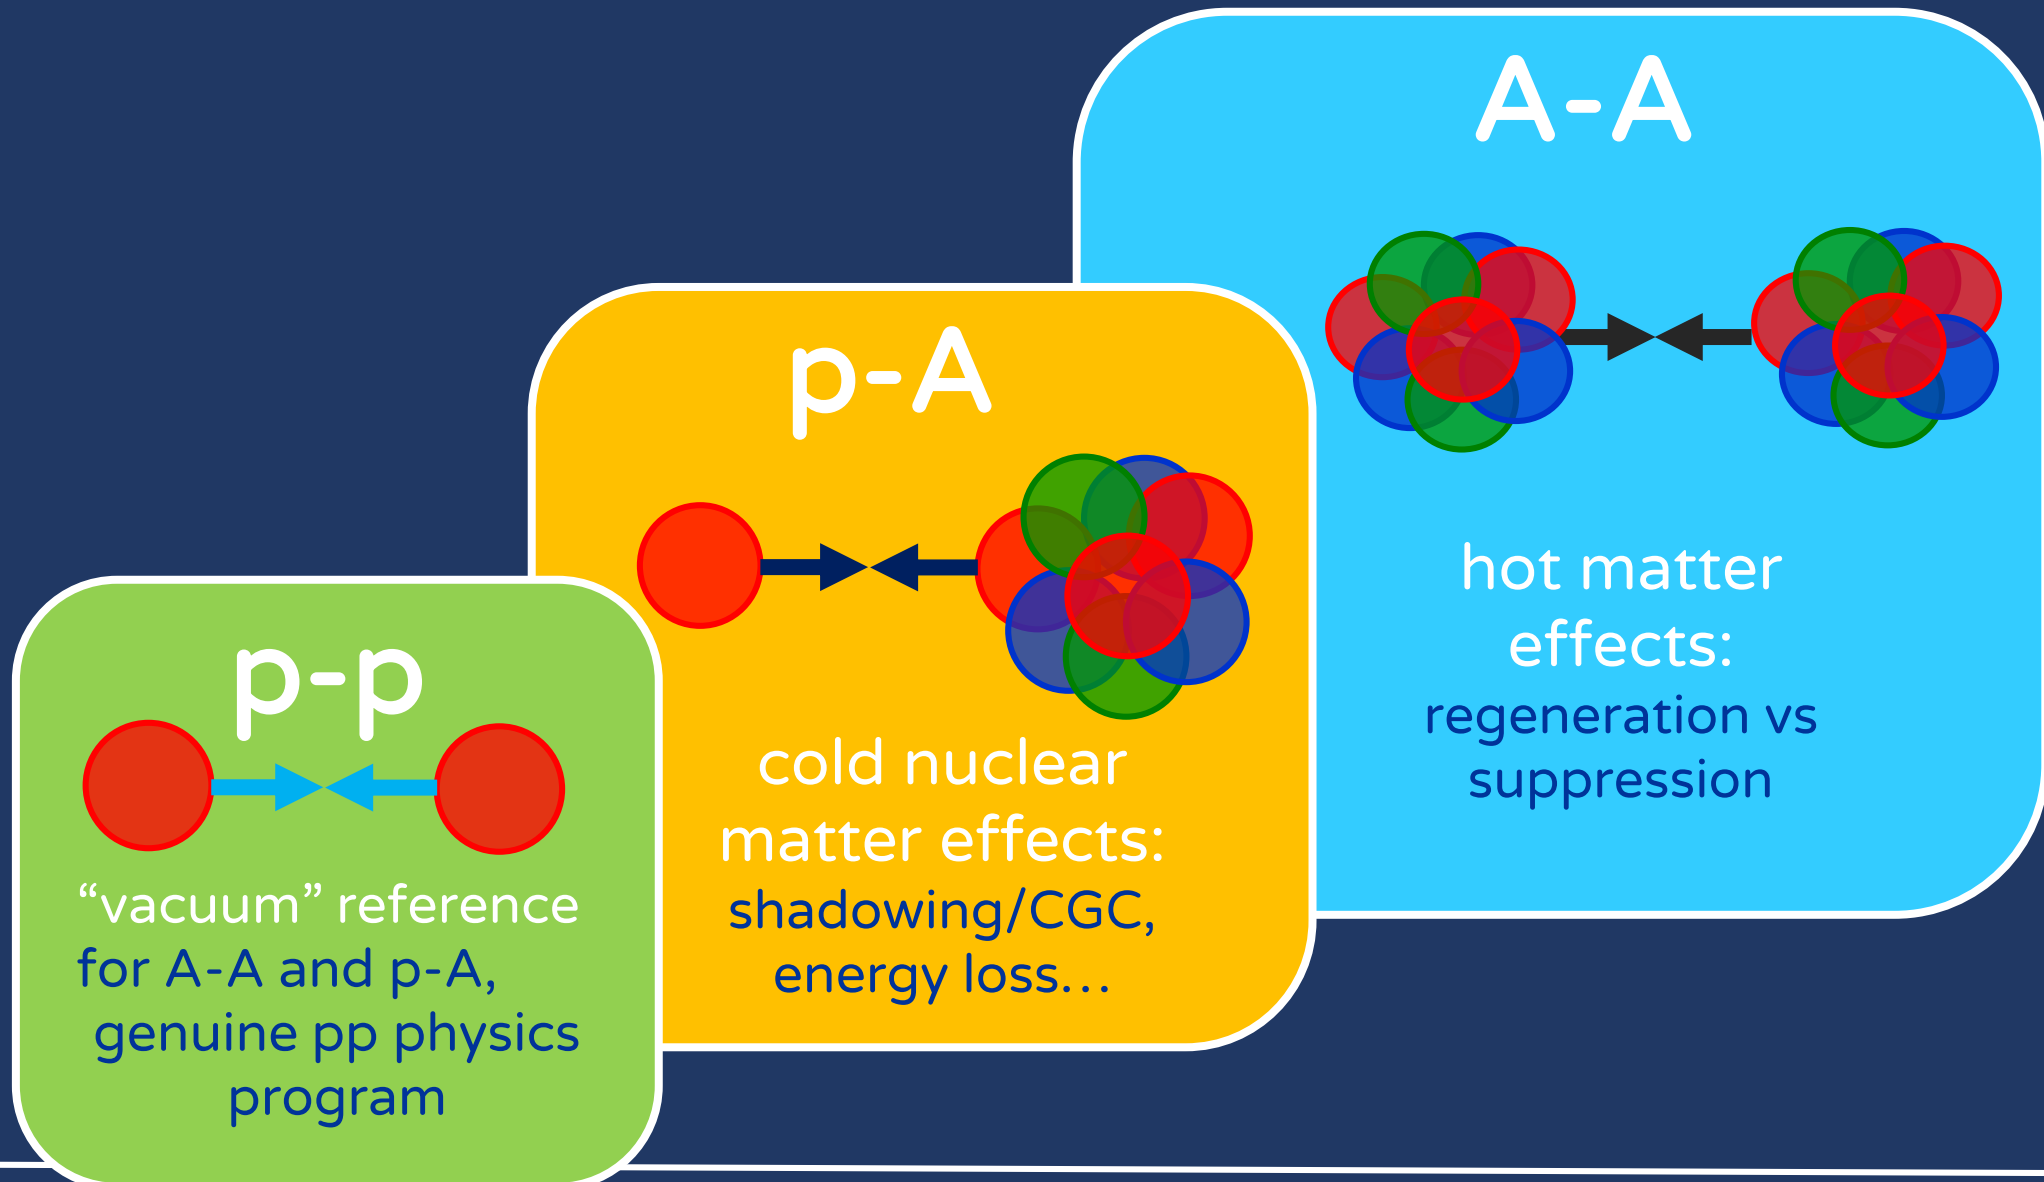 p-p
“vacuum” reference
for A-A and p-A,
genuine pp physics
program
p-A
cold nuclear
matter effects:
shadowing/CGC,
energy loss…
A-A
hot matter
effects:
regeneration vs
suppression